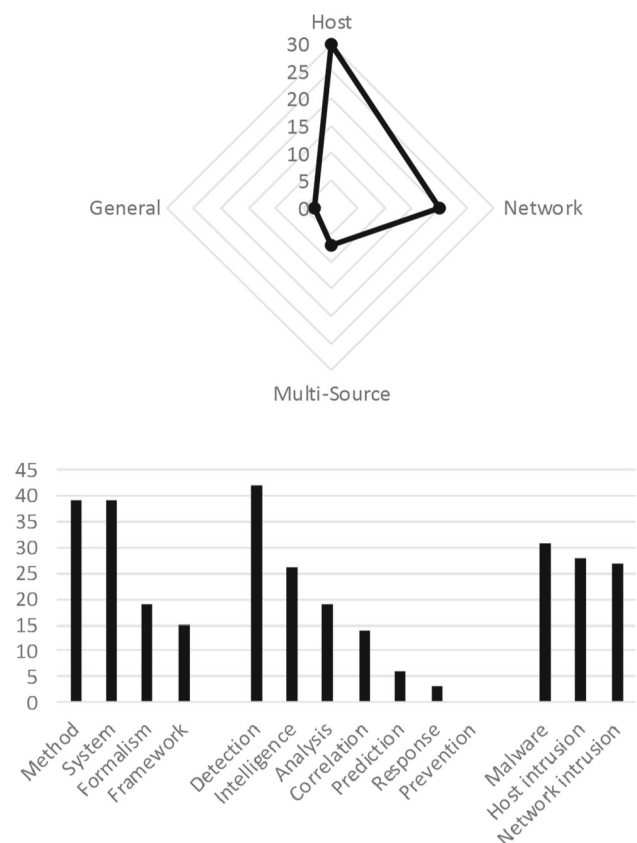 Host
30
25
20
15
10
5
0
General
Network
Multi-Source
45
40
35
30
25
20
15
10
5
0
Method
System
Formalism
Framework
Detection
Intelligence
Analysis
Correlation
Prediction
Response
Prevention
Malware
Host intrusion
Network intrusion